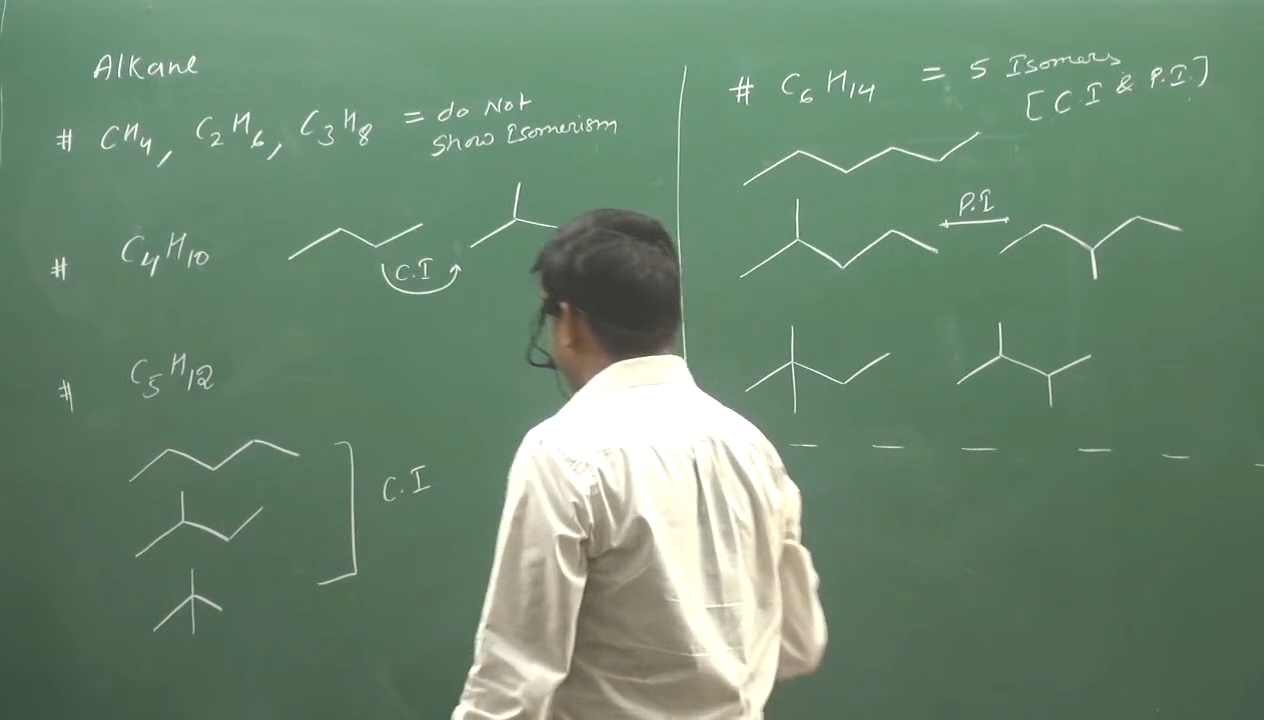 Alkane
# CH4, C2H6, C3H8 = do Not
Show Isomerism
# C4H10
C.I
# C5H12
C.I
# C6H14 = 5 Isomers
[C.I & P.I.]
P.I